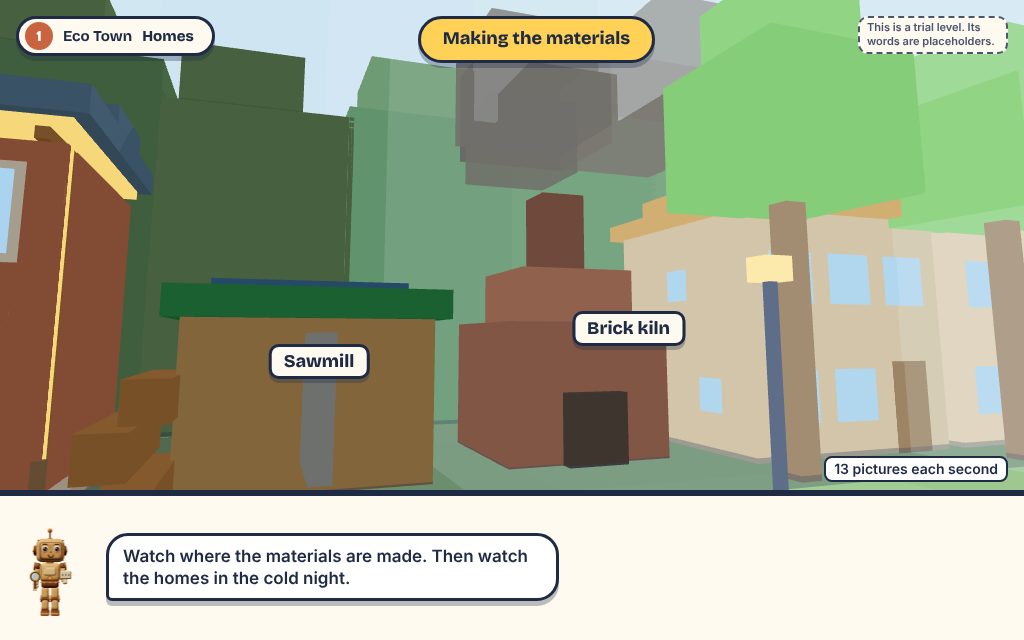 1 Eco Town Homes
Making the materials
This is a trial level. Its
words are placeholders.
Brick kiln
Sawmill
13 pictures each second
Watch where the materials are made. Then watch
the homes in the cold night.